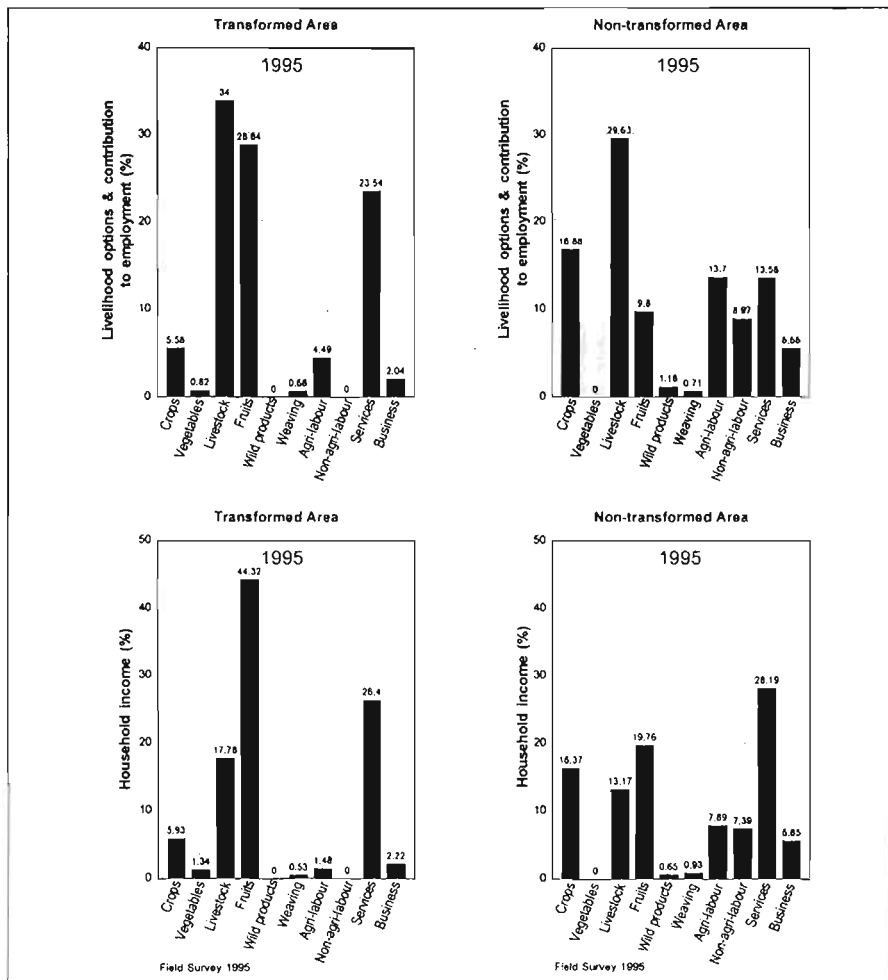 Transformed Area
1995
Livelihood options & contribution
to employment (%)
40
30
20
10
0
5.58
0.82
34
28 84
0
0.68
4.49
0
23 54
2.04
Crops
Vegetables
Livestock
Fruits
Wild products
Weaving
Agri-labour
Non-agri-labour
Services
Business
Non-transformed Area
1995
Livelihood options & contribution
to employment (%)
40
30
20
10
0
16.88
0
29.63
9.8
1.18
0.71
13.7
8.97
13.58
Crops
Vegetables
Livestock
Fruits
Wild products
Weaving
Agri-labour
Non-agri-labour
Services
Business
Transformed Area
1995
Household income (%)
50
40
30
20
10
0
5.93
1.34
17.78
44.32
0
0.53
1.48
0
26.4
2.22
Crops
Vegetables
Livestock
Fruits
Wild products
Weaving
Agri-labour
Non-agri-labour
Services
Business
Field Survey 1995
Non-transformed Area
1995
Household income (%)
50
40
30
20
10
0
16.37
0
13.17
19.76
0.65
0.93
7.89
7.39
28.19
5.65
Crops
Vegetables
Livestock
Fruits
Wild products
Weaving
Agri-labour
Non-agri-labour
Services
Business
Field Survey 1995